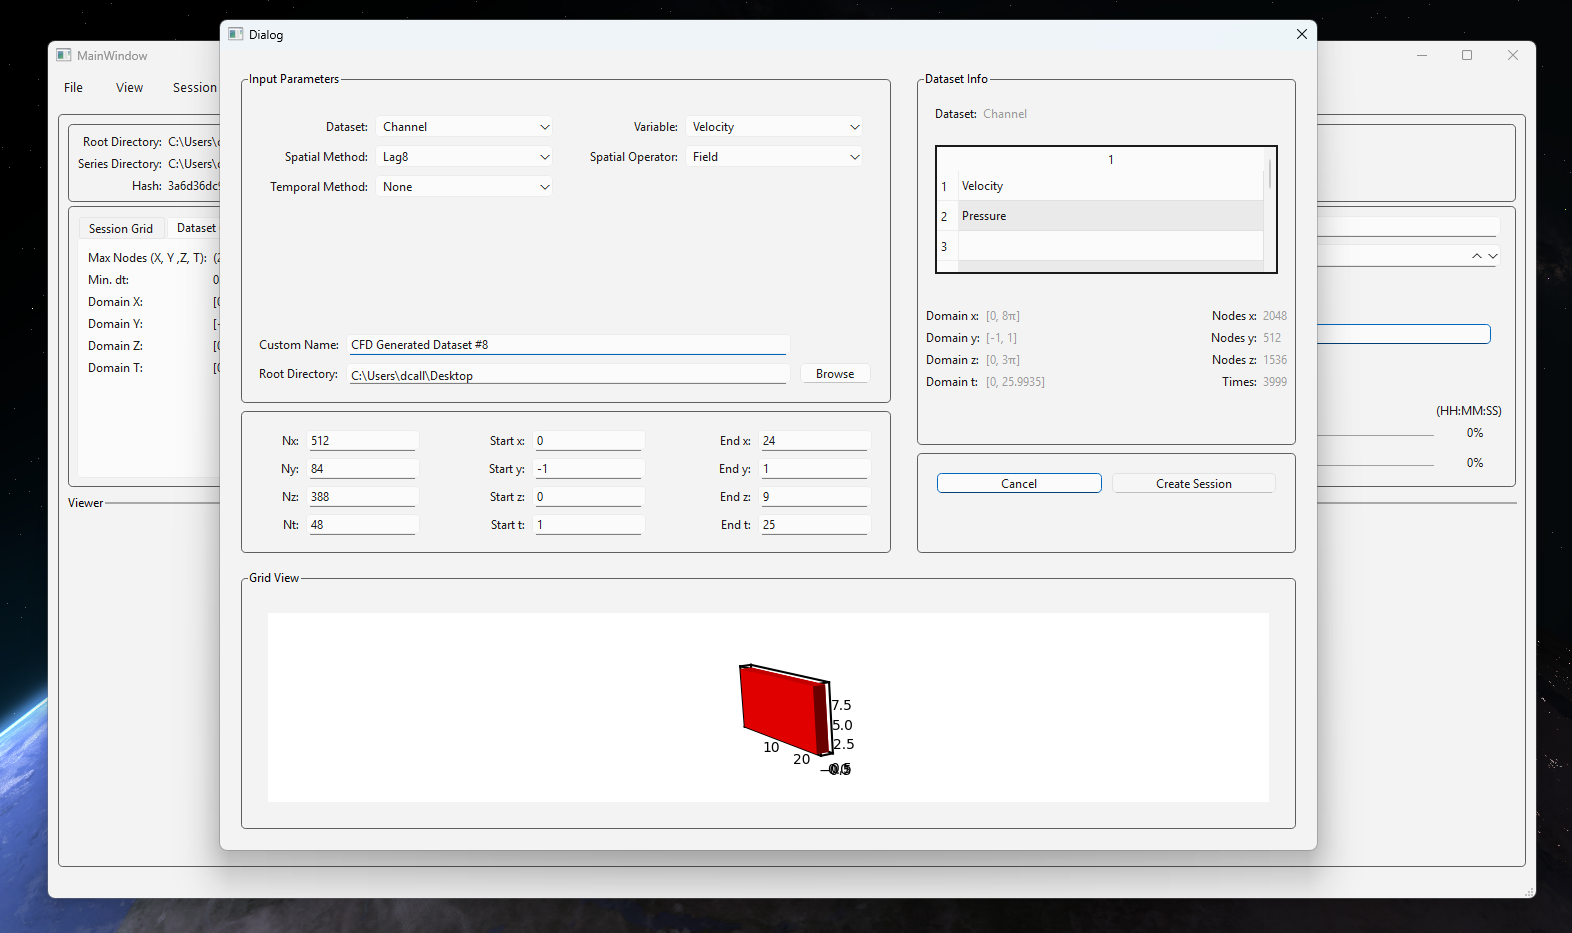 Dialog
MainWindow
File View Session
Root Directory: C:\Users\
Series Directory: C:\Users\
Hash: 3a6d36dc
Session Grid Dataset
Max Nodes (X, Y ,Z, T):
Min. dt: 0
Domain X:
Domain Y:
Domain Z:
Domain T:
Viewer
Input Parameters
Dataset: Channel Variable: Velocity
Spatial Method: Lag8 Spatial Operator: Field
Temporal Method: None
Custom Name: CFD Generated Dataset #8
Root Directory: C:\Users\dcall\Desktop Browse
Nx: 512 Start x: 0 End x: 24
Ny: 84 Start y: -1 End y: 1
Nz: 388 Start z: 0 End z: 9
Nt: 48 Start t: 1 End t: 25
Dataset Info
Dataset: Channel
1
1 Velocity
2 Pressure
3
Domain x: [0, 8π] Nodes x: 2048
Domain y: [-1, 1] Nodes y: 512
Domain z: [0, 3π] Nodes z: 1536
Domain t: [0, 25.9935] Times: 3999
Cancel Create Session
(HH:MM:SS)
0%
0%
Grid View
7.5
5.0
2.5
10
20